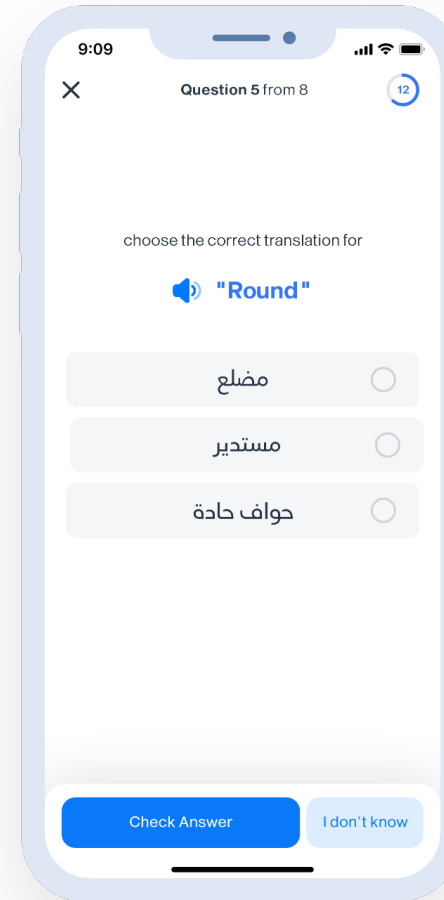 9:09
Question 5 from 8
12
choose the correct translation for
"Round"
مضلع
مستدير
حواف حادة
Check Answer
I don't know